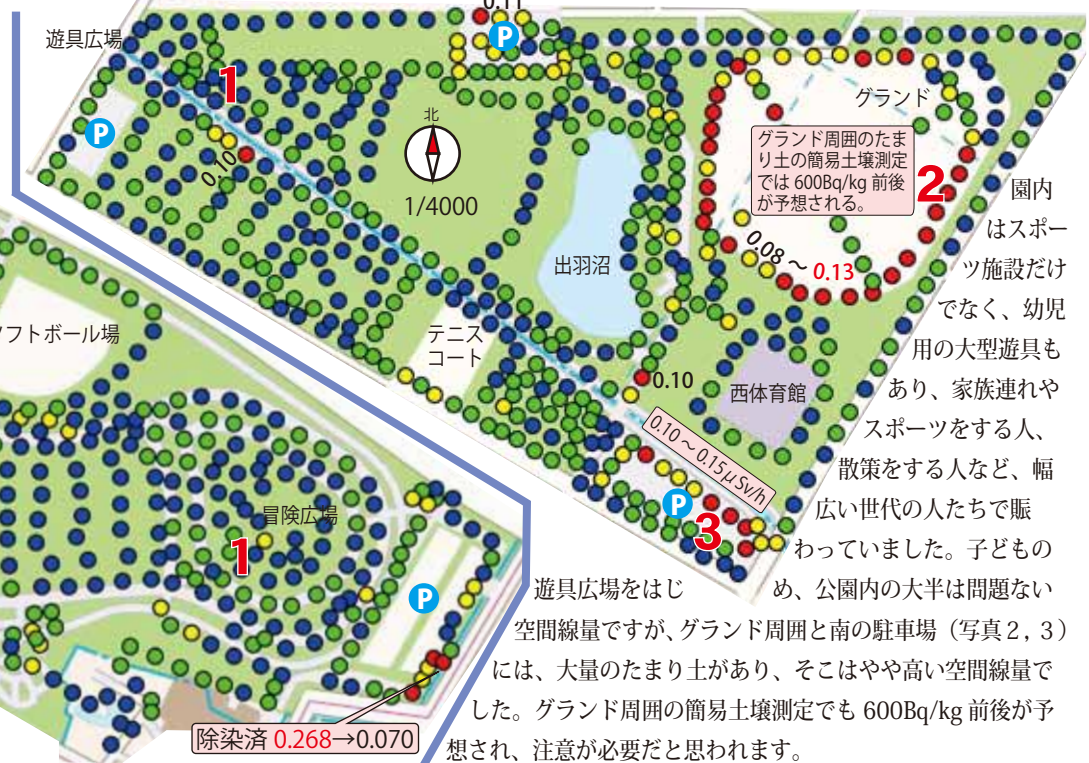 0.11
P
遊具広場
1
P
0.10
北
1/4000
グランド
グランド周囲のたま
り土の簡易土壌測定
では 600Bq/kg 前後
が予想される。
2
0.08 ～ 0.13
出羽沼
テニス
コート
0.10
西体育館
0.10～0.15μSv/h
P
3
フトボール場
冒険広場
1
P
除染済 0.268→0.070
園内
はスポー
ツ施設だけ
でなく、幼児
用の大型遊具も
あり、家族連れや
スポーツをする人、
散策をする人など、幅
広い世代の人たちで賑
わっていました。子どもの
遊具広場をはじめ、公園内の大半は問題ない
空間線量ですが、グランド周囲と南の駐車場（写真２, ３）
には、大量のたまり土があり、そこはやや高い空間線量で
した。グランド周囲の簡易土壌測定でも 600Bq/kg 前後が予
想され、注意が必要だと思われます。